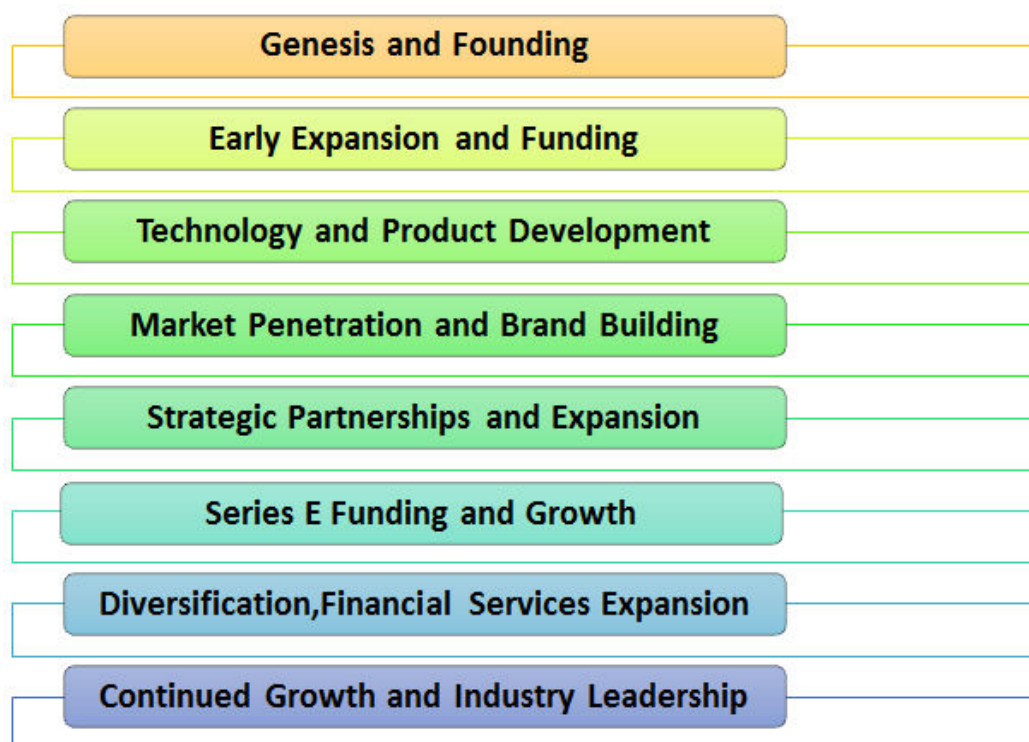 Genesis and Founding
Early Expansion and Funding
Technology and Product Development
Market Penetration and Brand Building
Strategic Partnerships and Expansion
Series E Funding and Growth
Diversification,Financial Services Expansion
Continued Growth and Industry Leadership